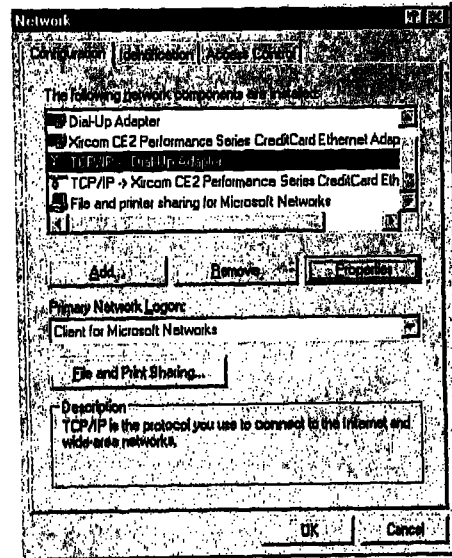 Network
Configuration Identification Access Control
The following network components are installed:
Dial-Up Adapter
Xircom CE2 Performance Series CreditCard Ethernet Adap
TCP/IP -> Dial-Up Adapter
TCP/IP -> Xircom CE2 Performance Series CreditCard Eth
File and printer sharing for Microsoft Networks
Add... Remove Properties
Primary Network Logon:
Client for Microsoft Networks
File and Print Sharing...
Description
TCP/IP is the protocol you use to connect to the Internet and
wide-area networks.
OK Cancel